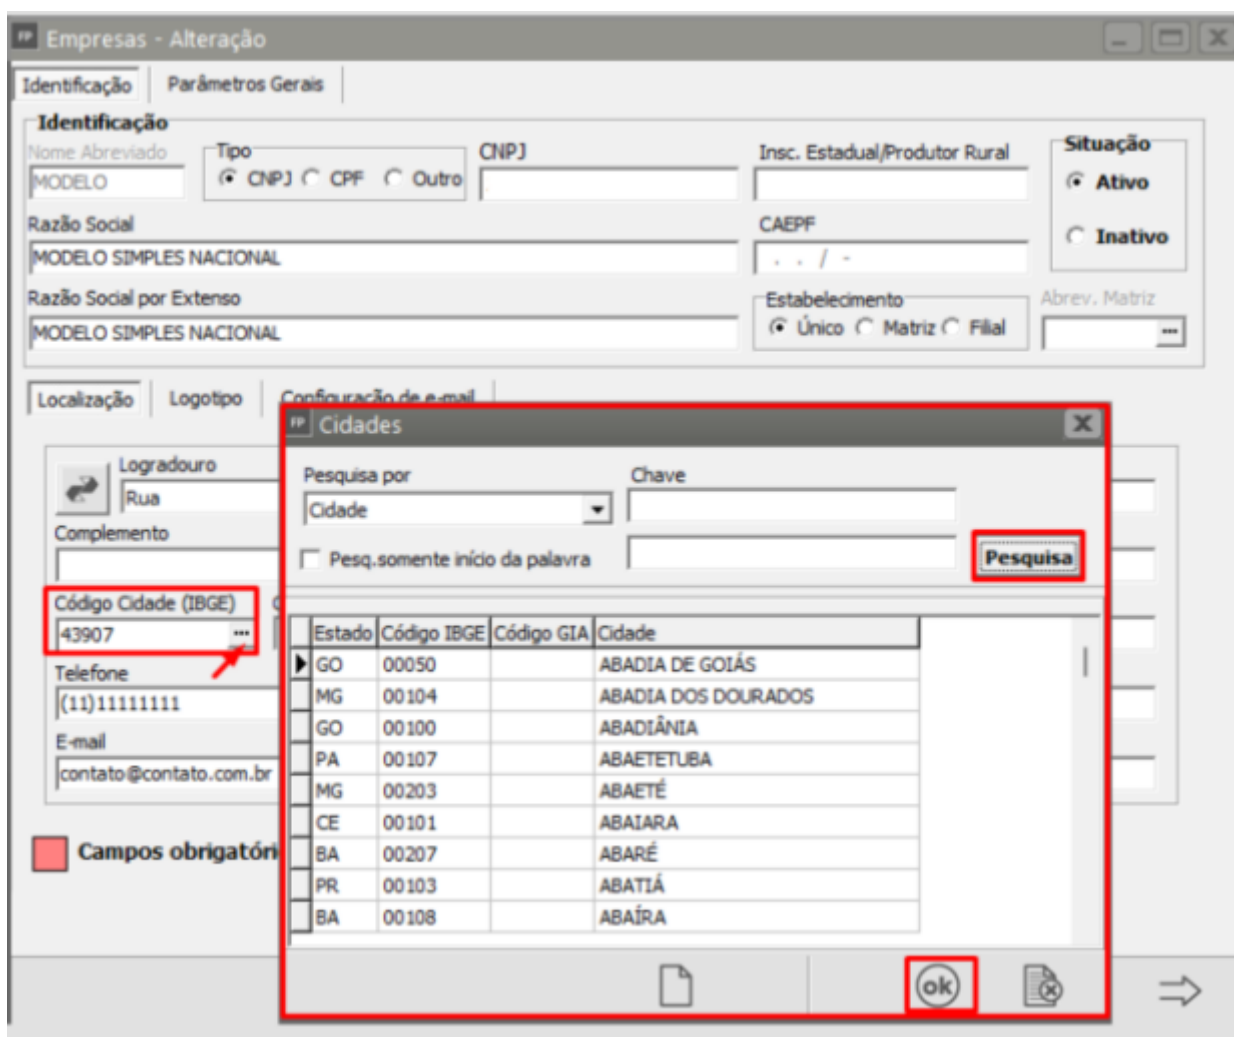 FP Empresas - Alteração
Identificação Parâmetros Gerais
Identificação
Nome Abreviado Tipo CNPJ Insc. Estadual/Produtor Rural Situação
MODELO CNPJ CPF Outro Ativo
Razão Social CAEPF Inativo
MODELO SIMPLES NACIONAL . . / -
Razão Social por Extenso Estabelecimento Abrev. Matriz
MODELO SIMPLES NACIONAL Único Matriz Filial ...
Localização Logotipo Configuração de e-mail
FP Cidades
Logradouro
Rua
Complemento
Código Cidade (IBGE)
43907 ...
Telefone
(11)11111111
E-mail
contato@contato.com.br
Campos obrigatóri
Pesquisa por Chave
Cidade
Pesq.somente início da palavra Pesquisa
Estado Código IBGE Código GIA Cidade
GO 00050 ABADIA DE GOIÁS
MG 00104 ABADIA DOS DOURADOS
GO 00100 ABADIÂNIA
PA 00107 ABAETETUBA
MG 00203 ABAETÉ
CE 00101 ABAIARA
BA 00207 ABARÉ
PR 00103 ABATIÁ
BA 00108 ABAÍRA
ok